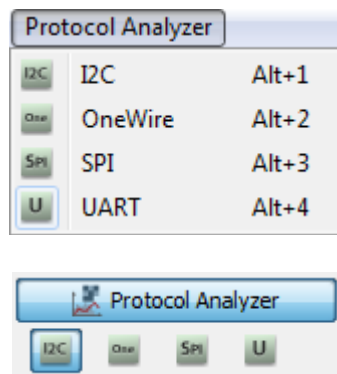 Protocol Analyzer
I2C I2C Alt+1
One OneWire Alt+2
SPI SPI Alt+3
U UART Alt+4
Protocol Analyzer
I2C One SPI U